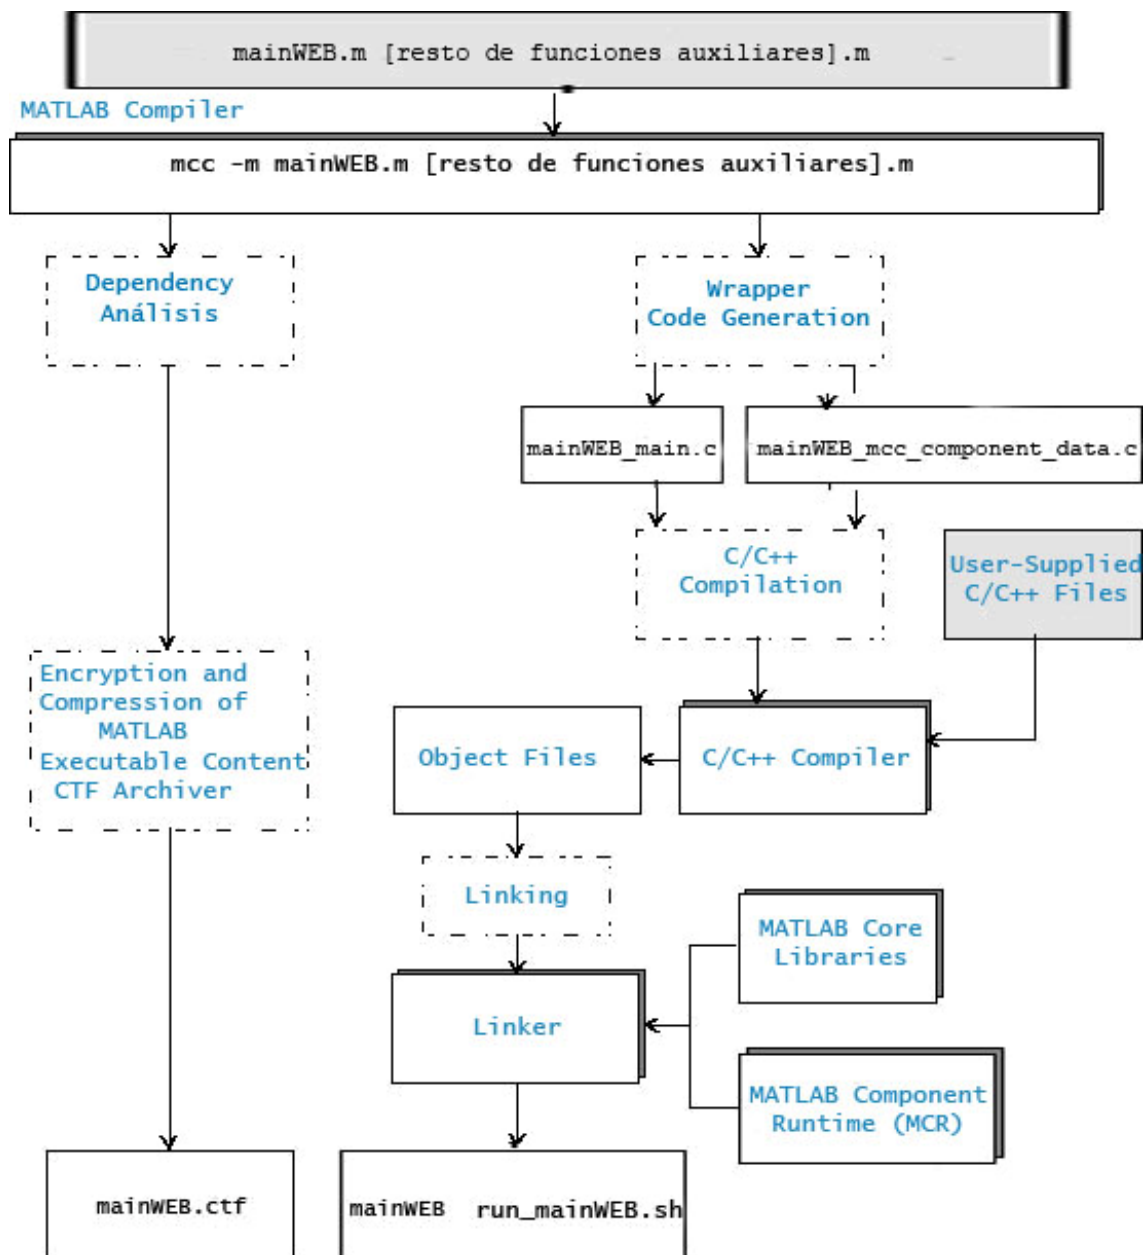 mainWEB.m [resto de funciones auxiliares].m
MATLAB Compiler
mcc -m mainWEB.m [resto de funciones auxiliares].m
Dependency
Análisis
Wrapper
Code Generation
mainWEB_main.c
mainWEB_mcc_component_data.c
C/C++
Compilation
User-Supplied
C/C++ Files
Encryption and
Compression of
MATLAB
Executable Content
CTF Archiver
Object Files
C/C++ Compiler
Linking
MATLAB Core
Libraries
Linker
MATLAB Component
Runtime (MCR)
mainWEB.ctf
mainWEB run_mainWEB.sh